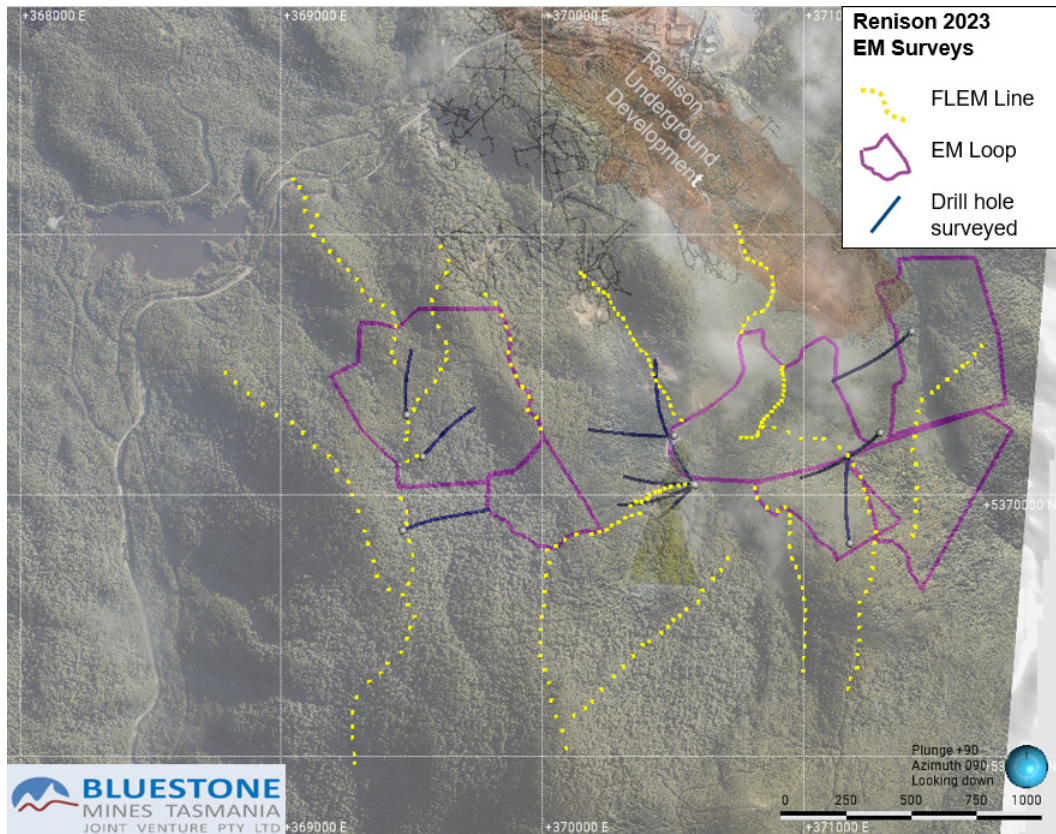 +368000 E
+369000 E
+370000 E
+371
Renison 2023
EM Surveys
FLEM Line
EM Loop
Drill hole
surveyed
Renison
Underground
Development
+5370000 N
Plunge +90
Azimuth 090
Looking down
+53
0 250 500 750 1000
+369000 E
+370000 E
+371000 E
BLUESTONE
MINES TASMANIA
JOINT VENTURE PTY LTD